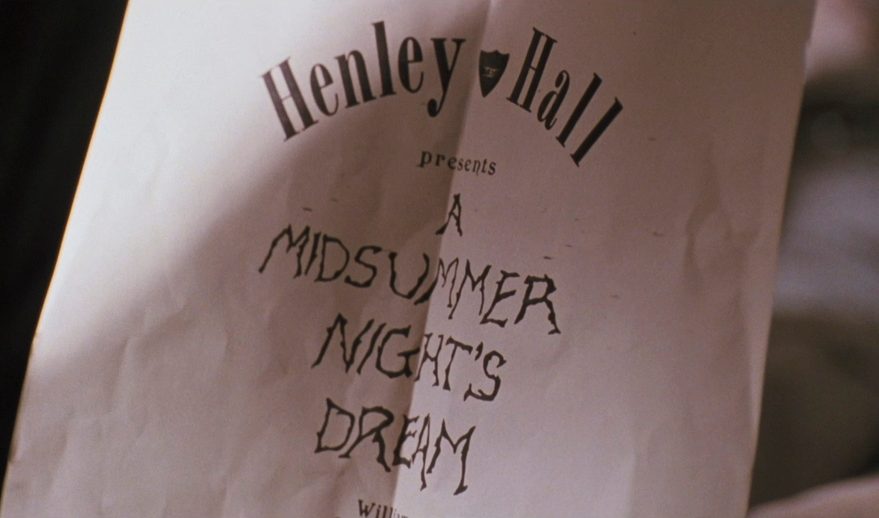 Henley Hall
presents
A
MIDSUMMER
NIGHT'S
DREAM